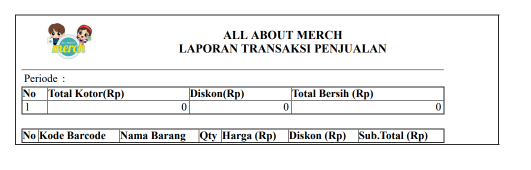 merch
ALL ABOUT MERCH
LAPORAN TRANSAKSI PENJUALAN
Periode :
No Total Kotor(Rp) Diskon(Rp) Total Bersih (Rp)
1 0 0 0
No Kode Barcode Nama Barang Qty Harga (Rp) Diskon (Rp) Sub.Total (Rp)